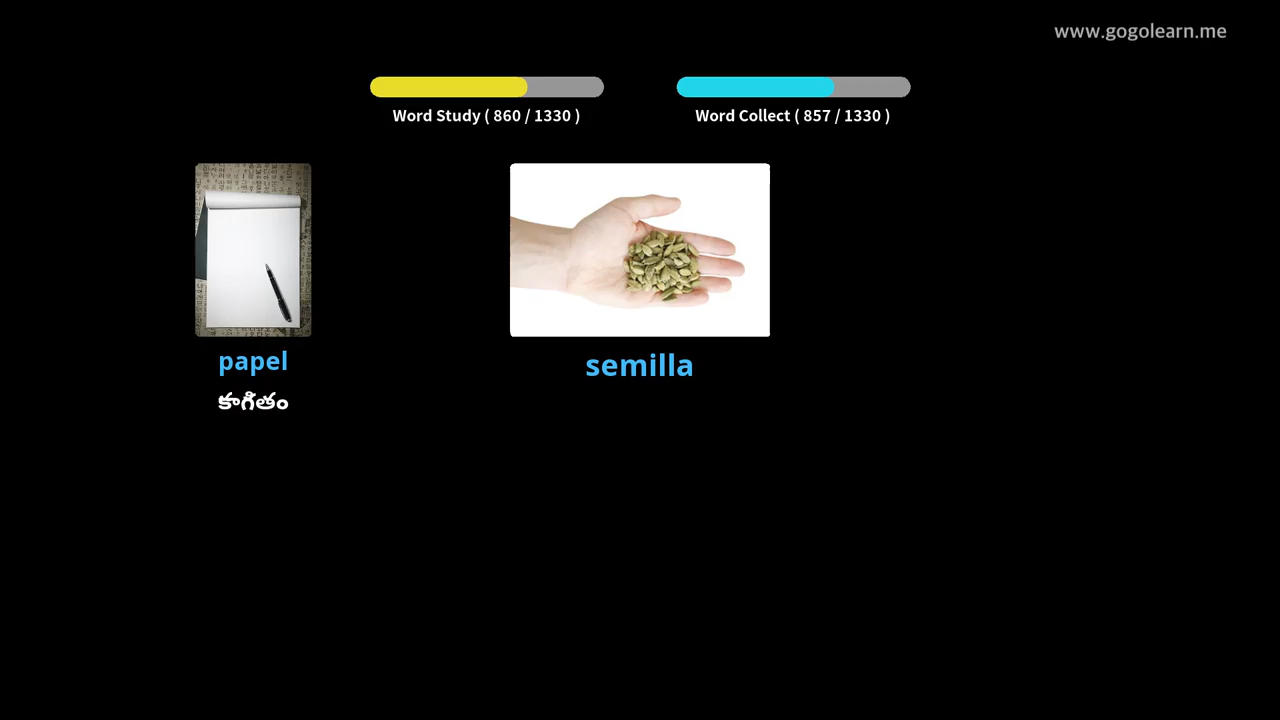 www.gogolearn.me
Word Study ( 860 / 1330 )
Word Collect ( 857 / 1330 )
papel
కాగితం
semilla